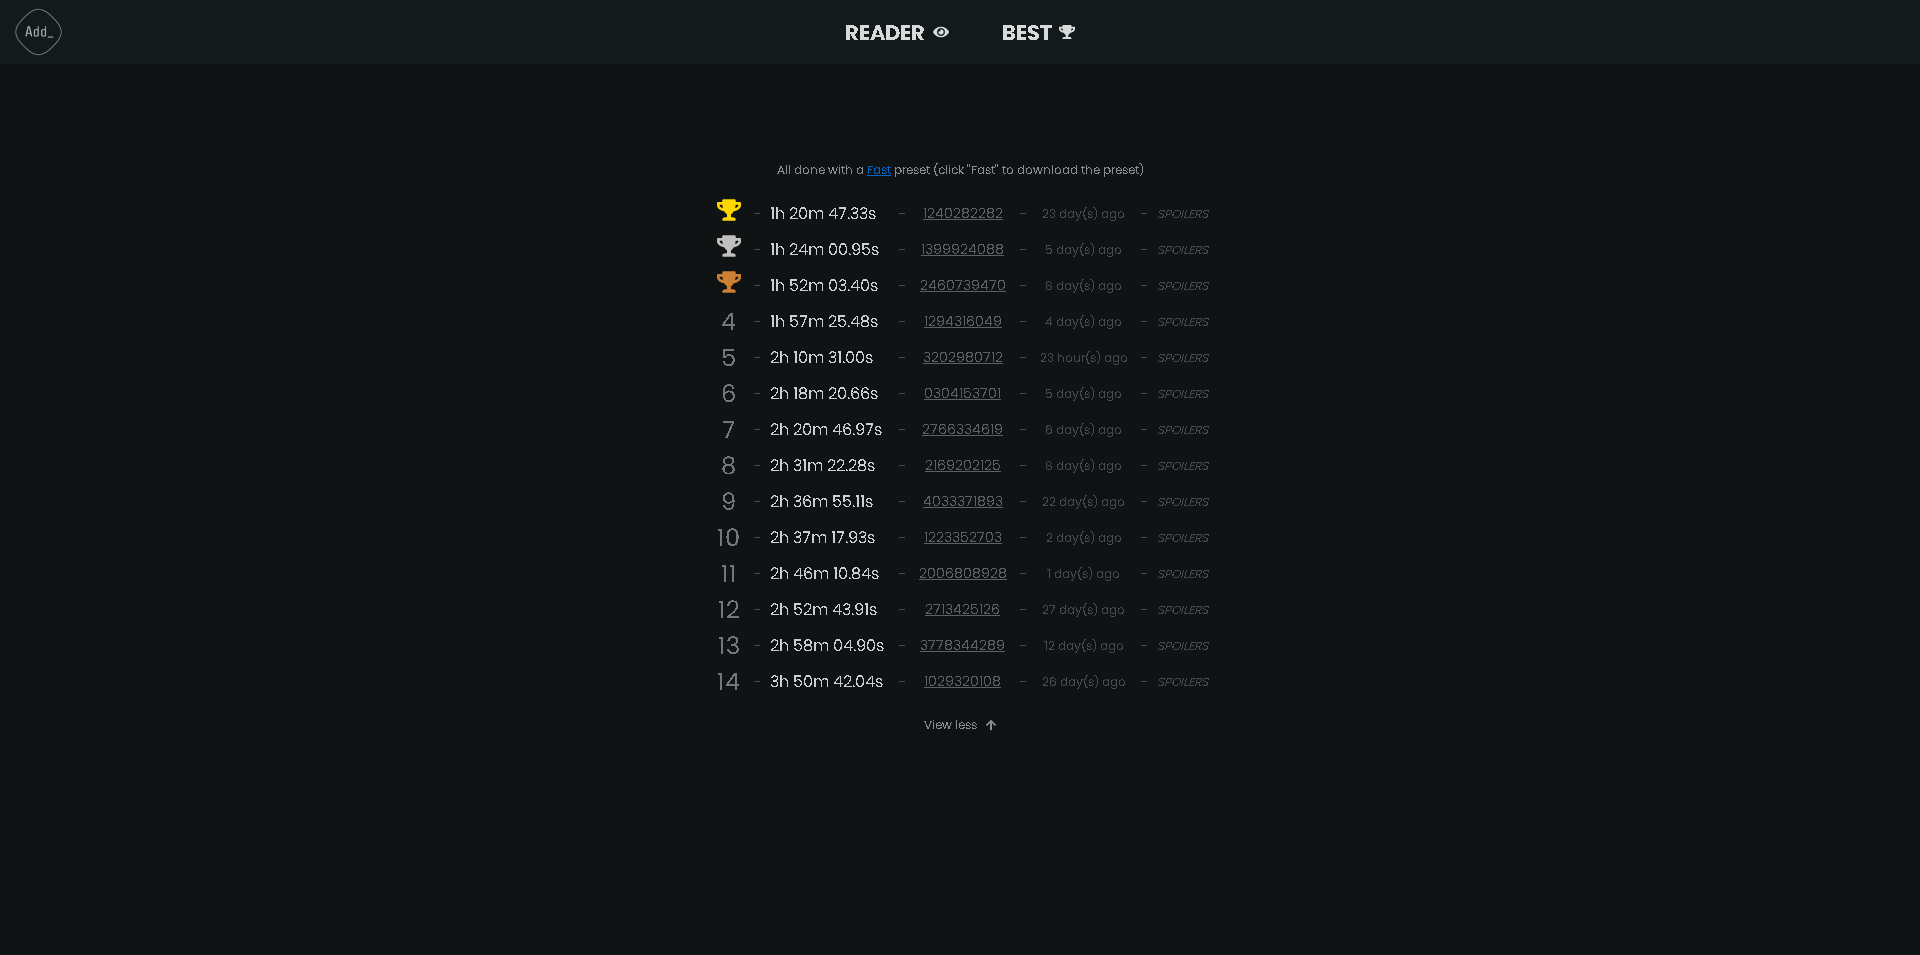 Add_
READER BEST
All done with a Fast preset (click "Fast" to download the preset)
- 1h 20m 47.33s - 1240282282 - 23 day(s) ago - SPOILERS
- 1h 24m 00.95s - 1399924088 - 5 day(s) ago - SPOILERS
- 1h 52m 03.40s - 2460739470 - 8 day(s) ago - SPOILERS
4 - 1h 57m 25.48s - 1294316049 - 4 day(s) ago - SPOILERS
5 - 2h 10m 31.00s - 3202980712 - 23 hour(s) ago - SPOILERS
6 - 2h 18m 20.66s - 0304153701 - 5 day(s) ago - SPOILERS
7 - 2h 20m 46.97s - 2766334619 - 6 day(s) ago - SPOILERS
8 - 2h 31m 22.28s - 2169202125 - 8 day(s) ago - SPOILERS
9 - 2h 36m 55.11s - 4033371893 - 22 day(s) ago - SPOILERS
10 - 2h 37m 17.93s - 1223352703 - 2 day(s) ago - SPOILERS
11 - 2h 46m 10.84s - 2006808928 - 1 day(s) ago - SPOILERS
12 - 2h 52m 43.91s - 2713425126 - 27 day(s) ago - SPOILERS
13 - 2h 58m 04.90s - 3778344289 - 12 day(s) ago - SPOILERS
14 - 3h 50m 42.04s - 1029320108 - 26 day(s) ago - SPOILERS
View less